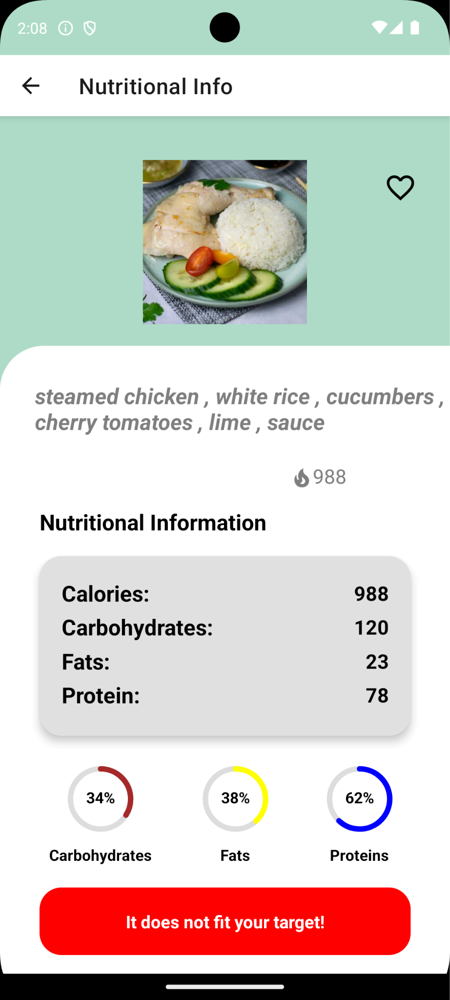 2:08
Nutritional Info
steamed chicken , white rice , cucumbers ,
cherry tomatoes , lime , sauce
988
Nutritional Information
Calories: 988
Carbohydrates: 120
Fats: 23
Protein: 78
34% 38% 62%
Carbohydrates Fats Proteins
It does not fit your target!